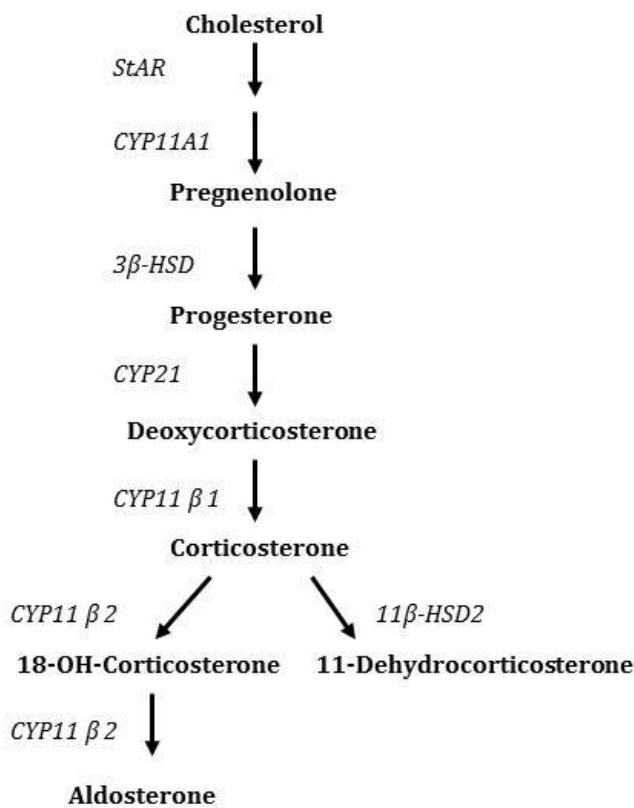 Cholesterol
StAR
CYP11A1
Pregnenolone
3β-HSD
Progesterone
CYP21
Deoxycorticosterone
CYP11 β 1
Corticosterone
CYP11 β 2
11β-HSD2
18-OH-Corticosterone
11-Dehydrocorticosterone
CYP11 β 2
Aldosterone